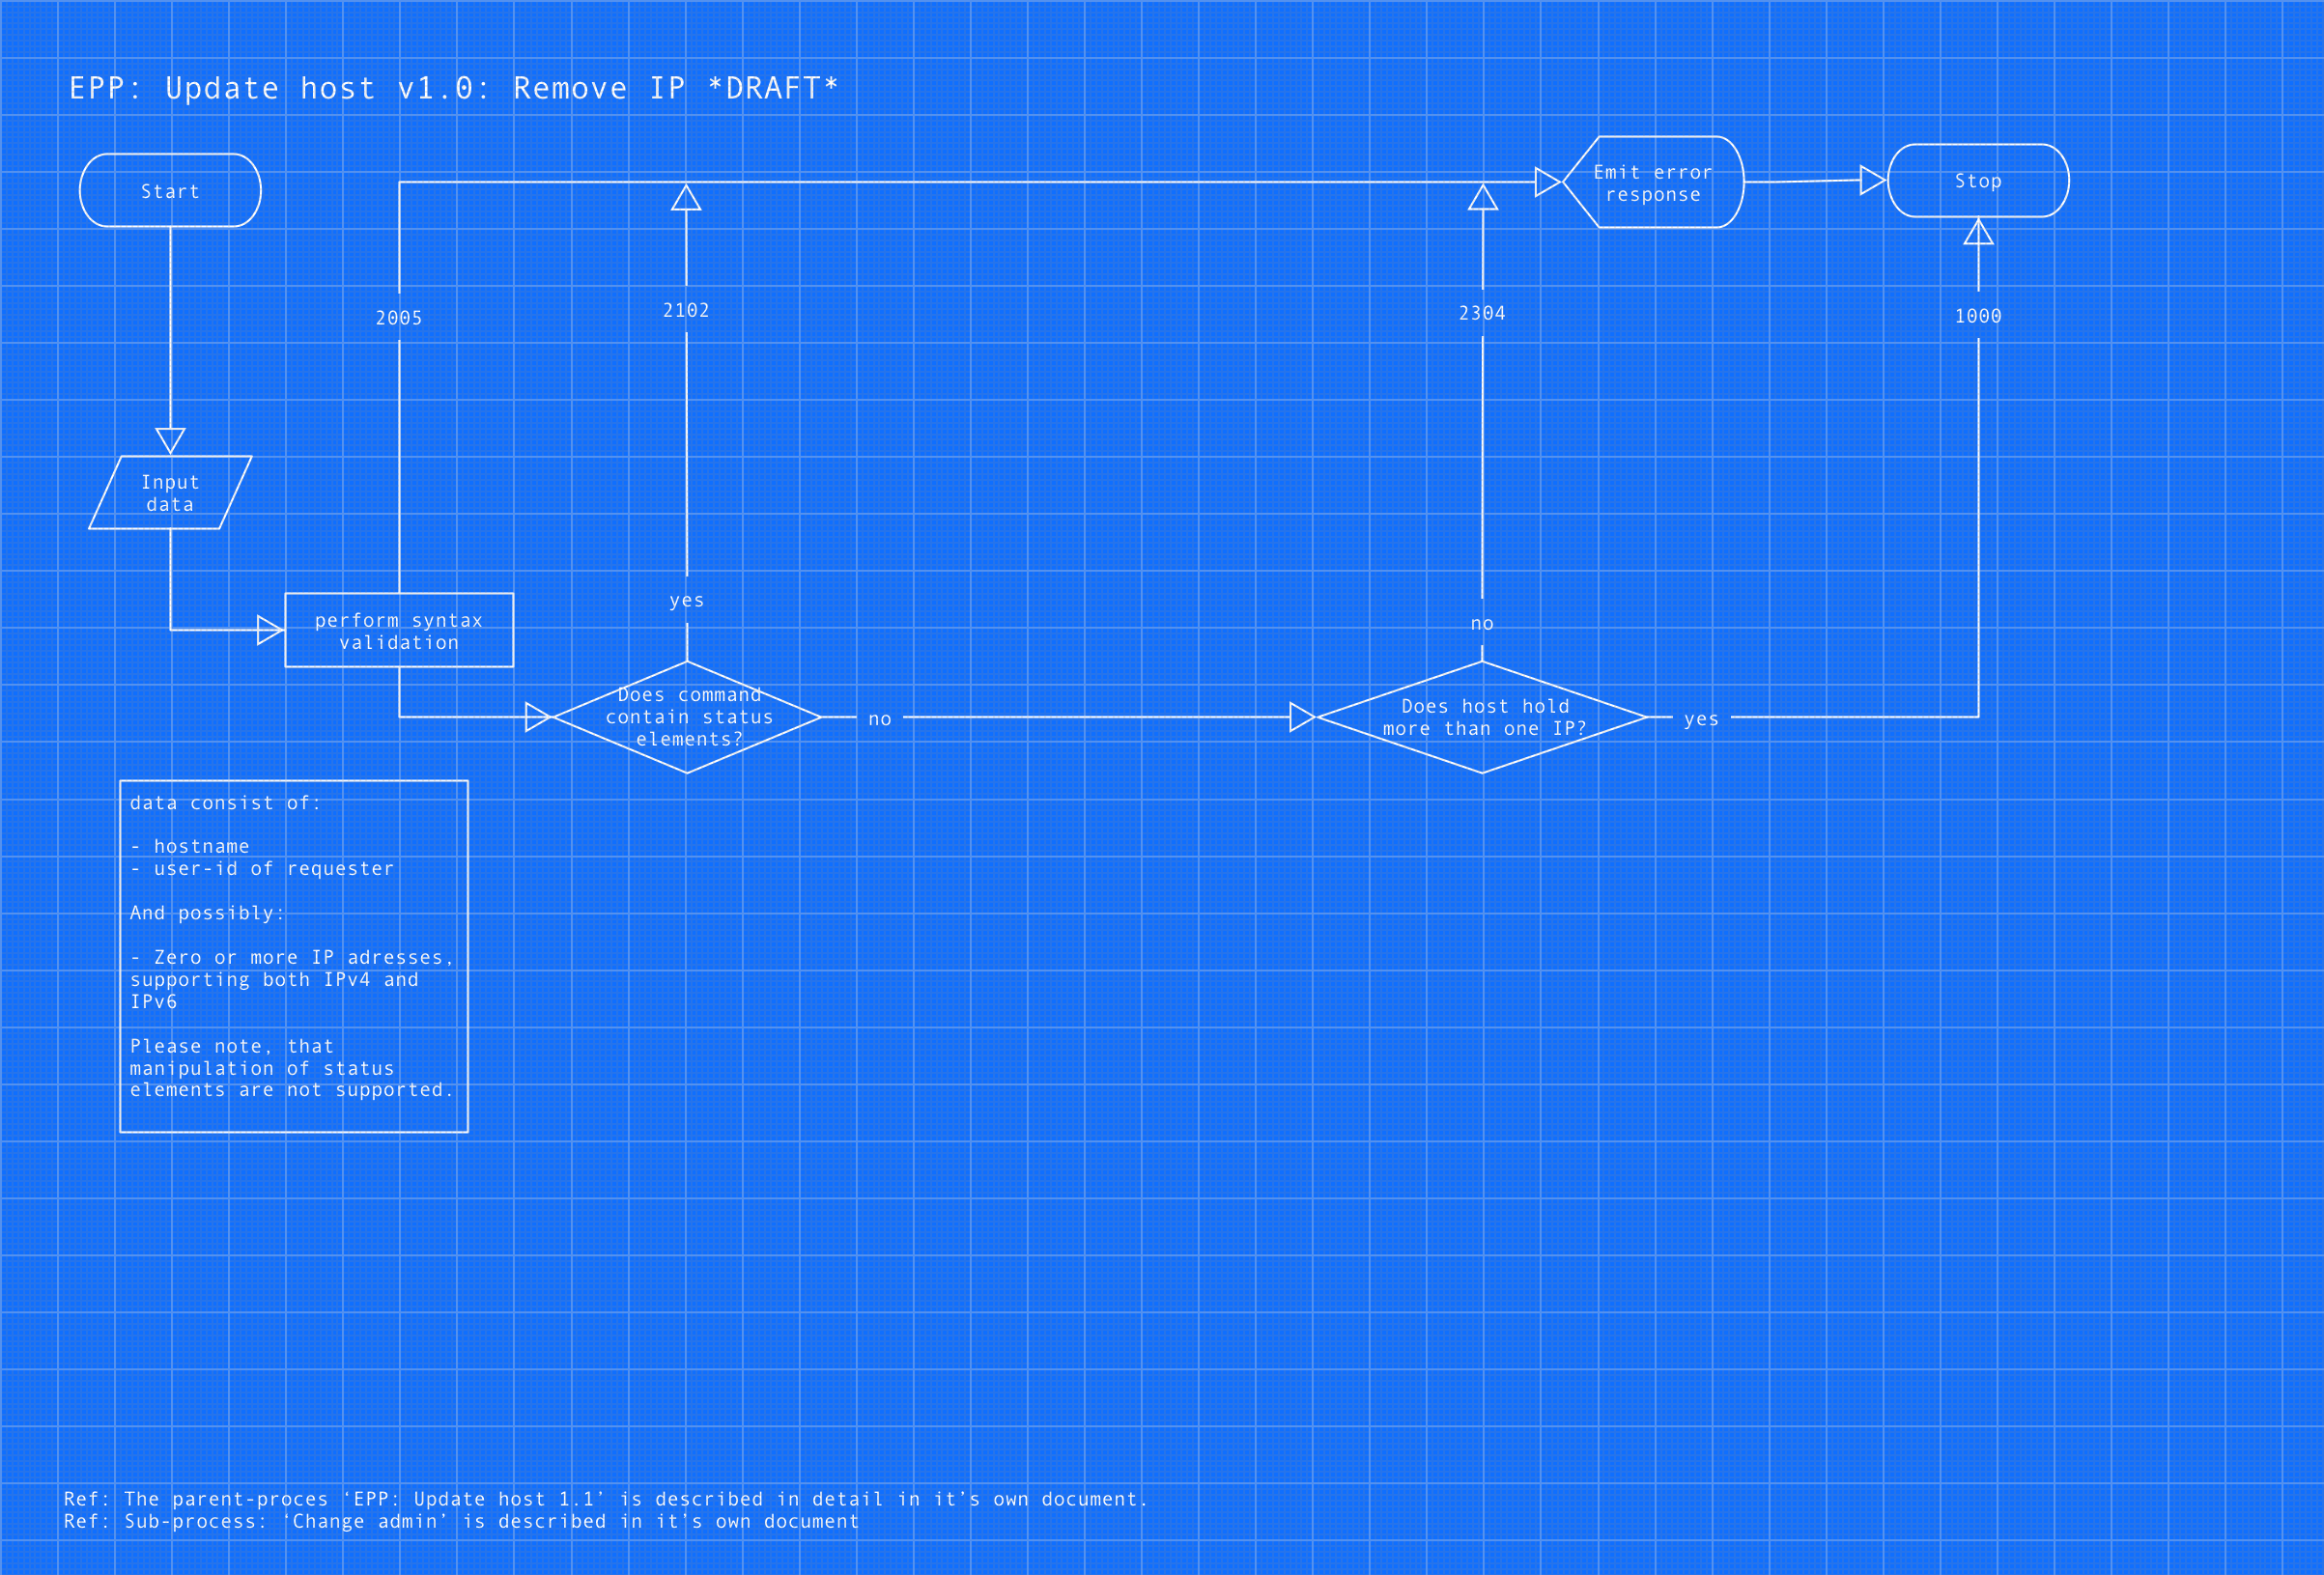 EPP: Update host v1.0: Remove IP *DRAFT*
Start
Emit error
response
Stop
2005
2102
2304
1000
Input
data
yes
no
perform syntax
validation
Does command
contain status
elements?
no
Does host hold
more than one IP?
yes
data consist of:
- hostname
- user-id of requester
And possibly:
- Zero or more IP adresses,
supporting both IPv4 and
IPv6
Please note, that
manipulation of status
elements are not supported.
Ref: The parent-proces ‘EPP: Update host 1.1’ is described in detail in it’s own document.
Ref: Sub-process: ‘Change admin’ is described in it’s own document